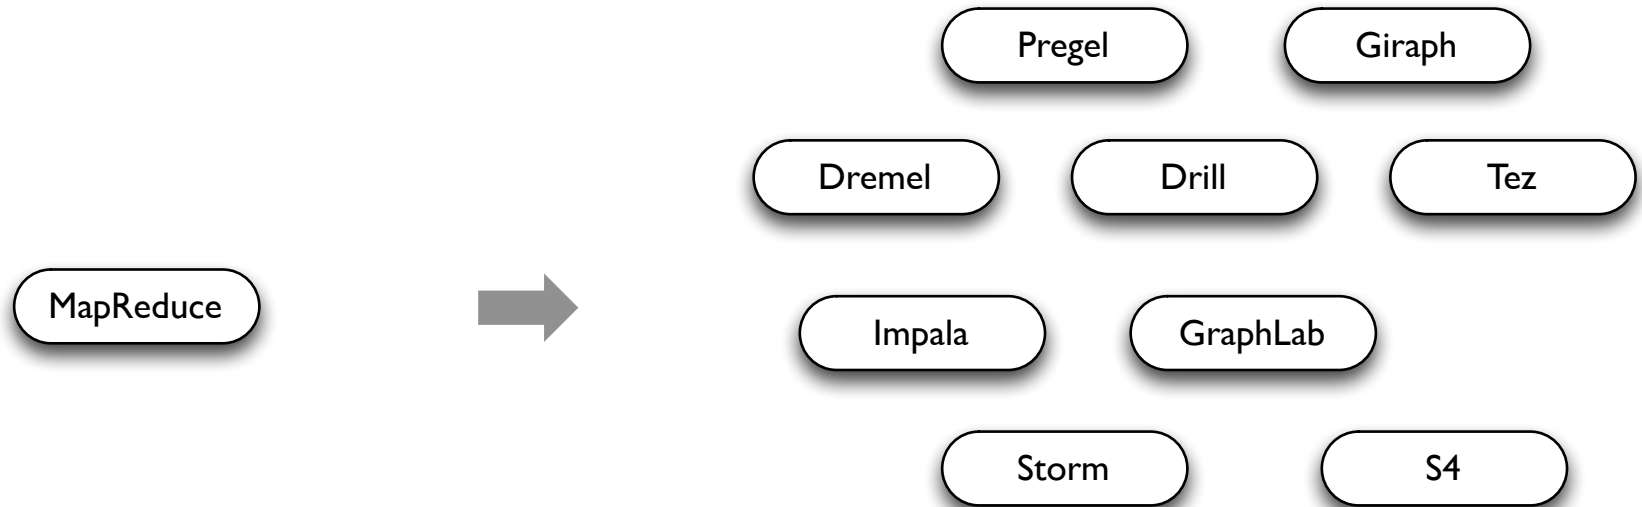 Pregel
Giraph
Dremel
Drill
Tez
MapReduce
Impala
GraphLab
Storm
S4